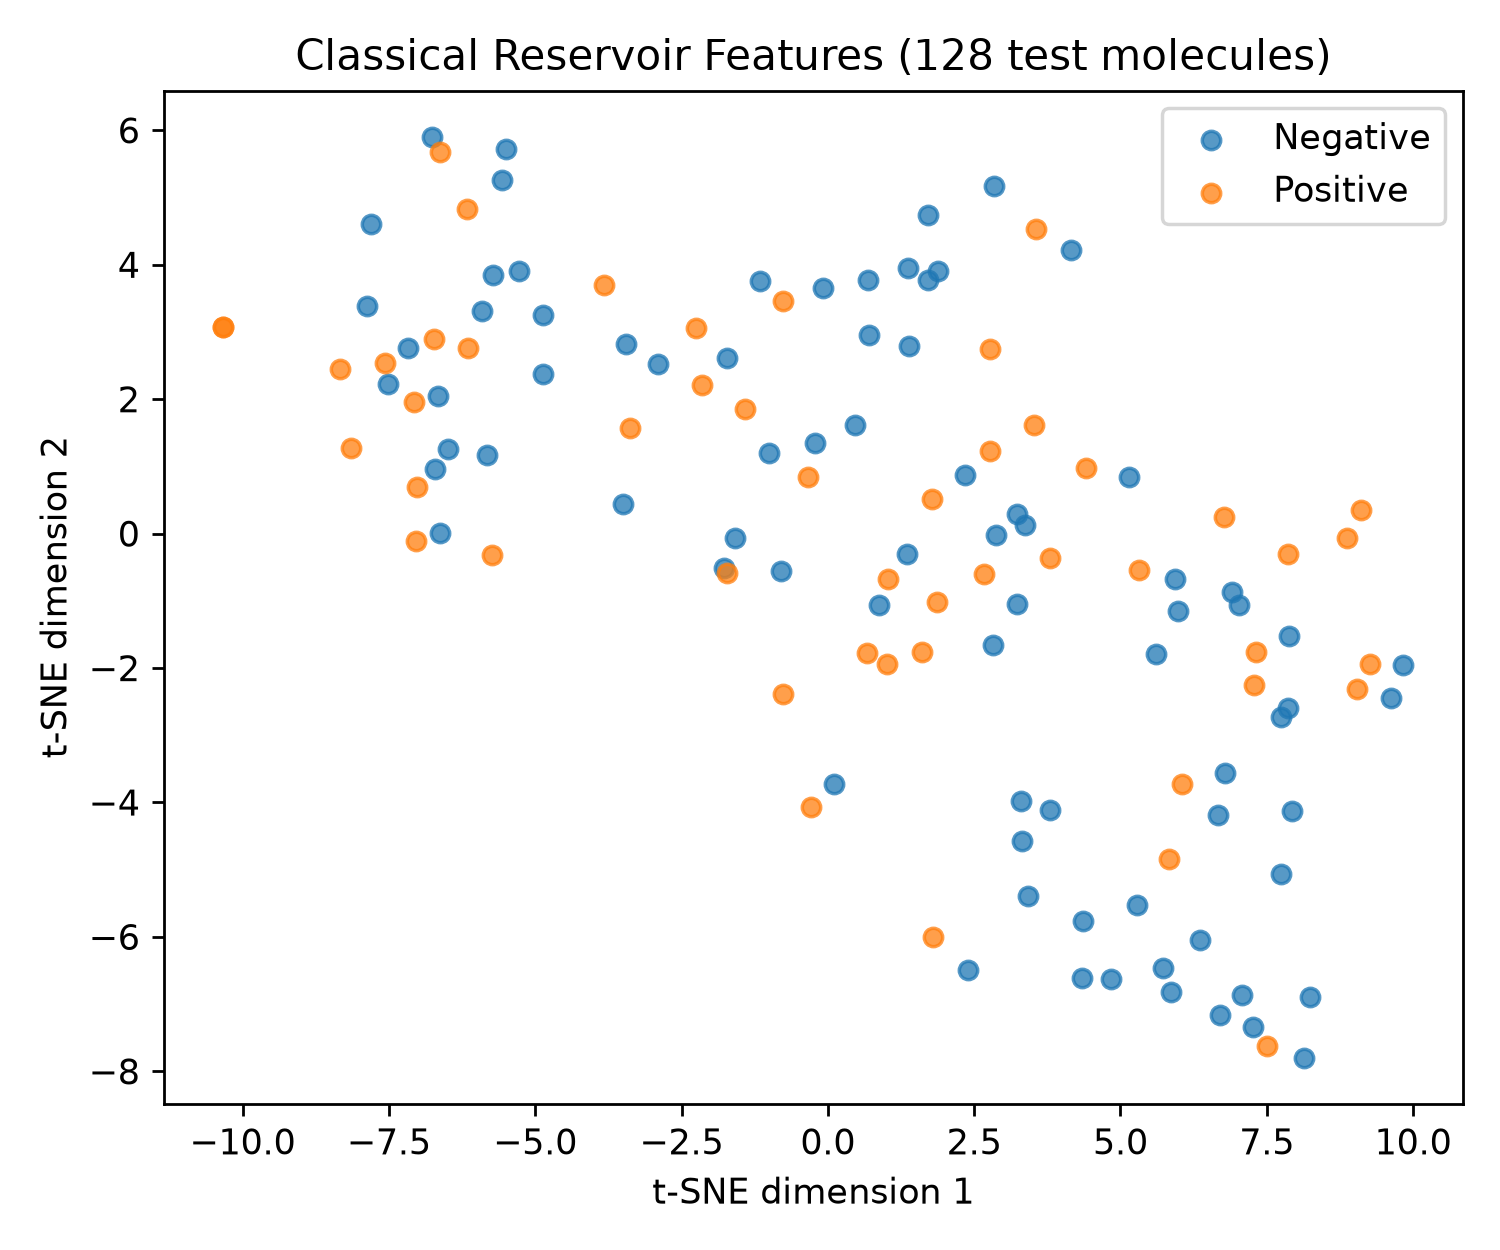 Classical Reservoir Features (128 test molecules)
Negative
Positive
6
4
2
0
−2
−4
−6
−8
t-SNE dimension 2
−10.0 −7.5 −5.0 −2.5 0.0 2.5 5.0 7.5 10.0
t-SNE dimension 1